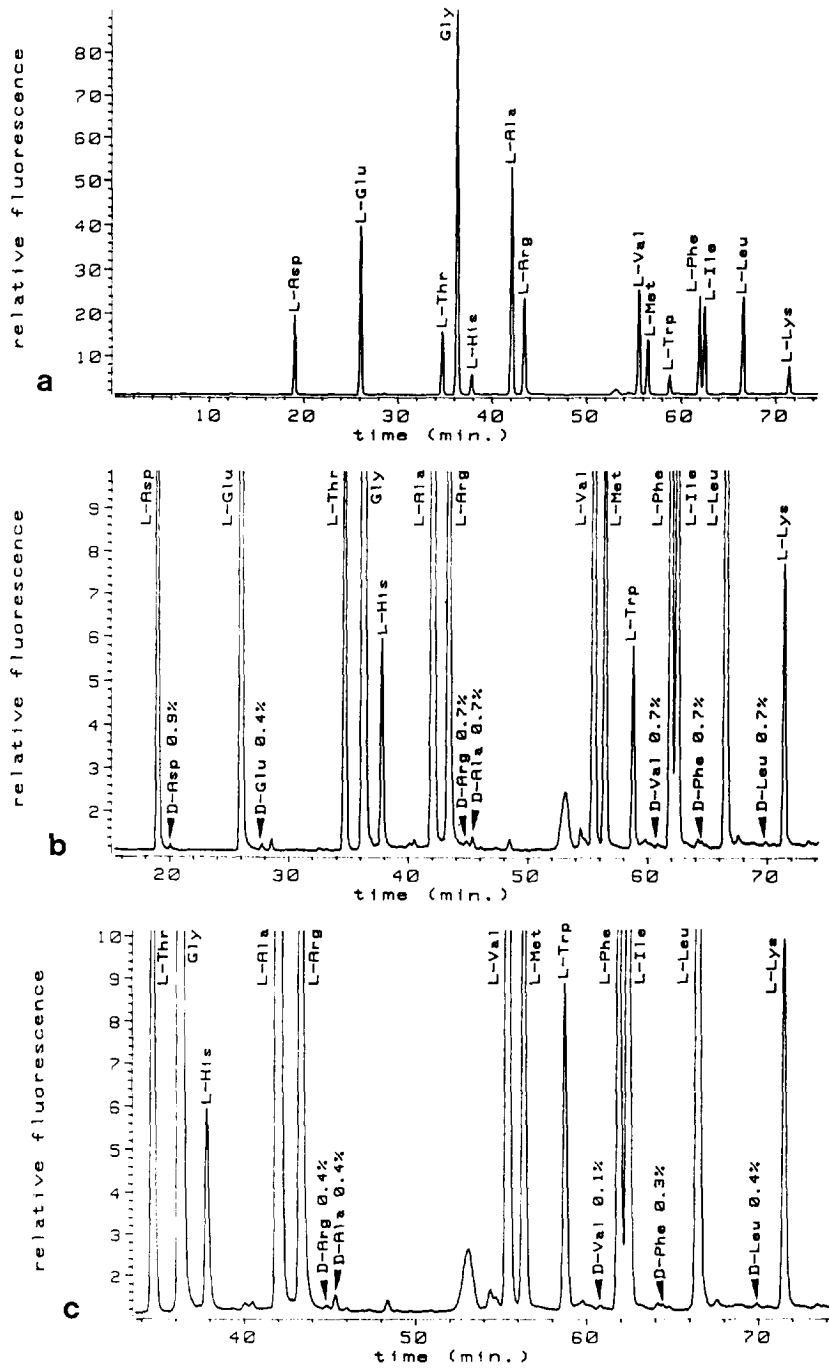 relative fluorescence
80
70
60
50
40
30
20
10
L-Asp
L-Glu
L-Thr
Gly
L-His
L-Ala
L-Arg
L-Val
L-Met
L-Trp
L-Phe
L-Ile
L-Leu
L-Lys
a
10 20 30 40 50 60 70
time (min.)
relative fluorescence
9
8
7
6
5
4
3
2
L-Asp
D-Asp 0.9%
L-Glu
D-Glu 0.4%
L-Thr
Gly
L-His
L-Ala
L-Arg
D-Arg 0.7%
D-Ala 0.7%
L-Val
L-Met
L-Trp
D-Val 0.7%
L-Phe
L-Ile
D-Phe 0.7%
L-Leu
D-Leu 0.7%
L-Lys
b
20 30 40 50 60 70
time (min.)
relative fluorescence
10
9
8
7
6
5
4
3
2
L-Thr
Gly
L-His
L-Ala
L-Arg
D-Arg 0.4%
D-Ala 0.4%
L-Val
L-Met
L-Trp
D-Val 0.1%
L-Phe
L-Ile
D-Phe 0.3%
L-Leu
D-Leu 0.4%
L-Lys
c
40 50 60 70
time (min.)